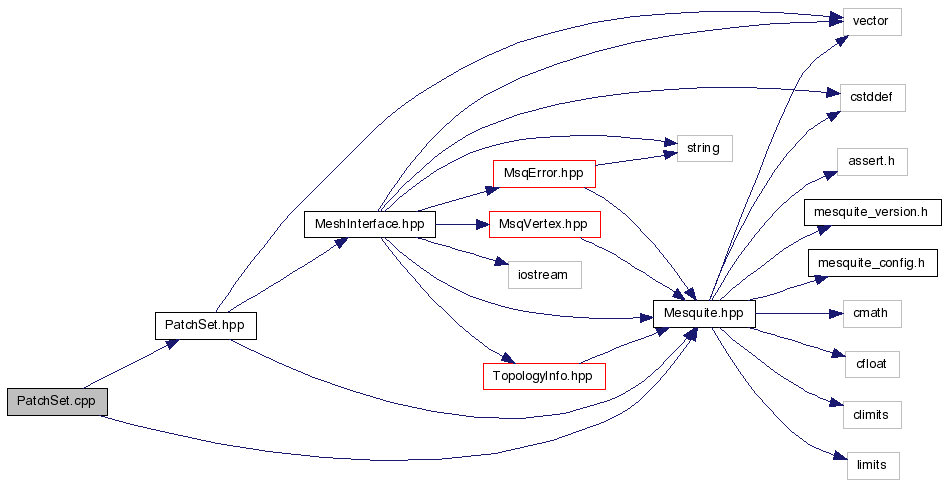 vector
cstddef
string
assert.h
MsqError.hpp
mesquite_version.h
MeshInterface.hpp
MsqVertex.hpp
mesquite_config.h
iostream
Mesquite.hpp
cmath
PatchSet.hpp
cfloat
TopologyInfo.hpp
PatchSet.cpp
climits
limits